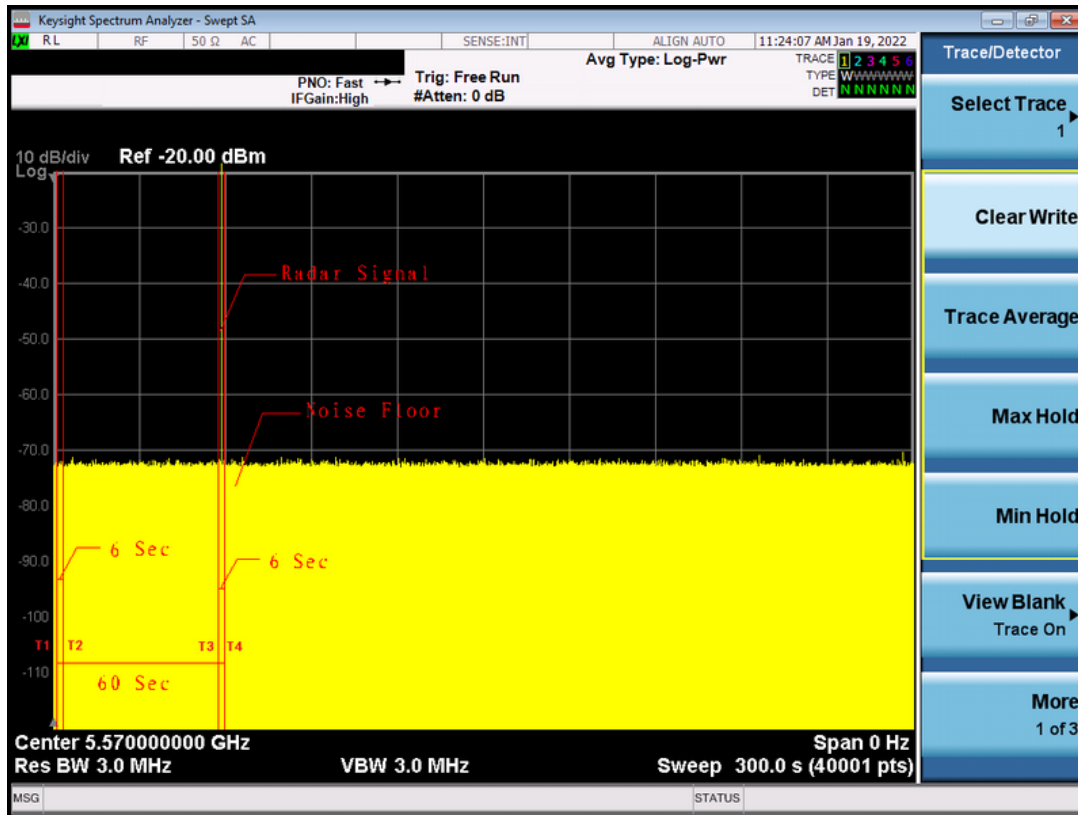 Keysight Spectrum Analyzer - Swept SA
LXI RL RF 50 Ω AC SENSE:INT ALIGN AUTO 11:24:07 AM Jan 19, 2022
Avg Type: Log-Pwr
TRACE 1 2 3 4 5 6
TYPE WWWWWW
DET N N N N N N
PNO: Fast
IFGain:High
Trig: Free Run
#Atten: 0 dB
10 dB/div
Log
Ref -20.00 dBm
-30.0
Radar Signal
-40.0
-50.0
-60.0
Noise Floor
-70.0
-80.0
6 Sec
-90.0
6 Sec
-100
T1 T2 T3 T4
-110
60 Sec
Center 5.570000000 GHz Span 0 Hz
Res BW 3.0 MHz VBW 3.0 MHz Sweep 300.0 s (40001 pts)
MSG STATUS
Trace/Detector
Select Trace
1
Clear Write
Trace Average
Max Hold
Min Hold
View Blank
Trace On
More
1 of 3